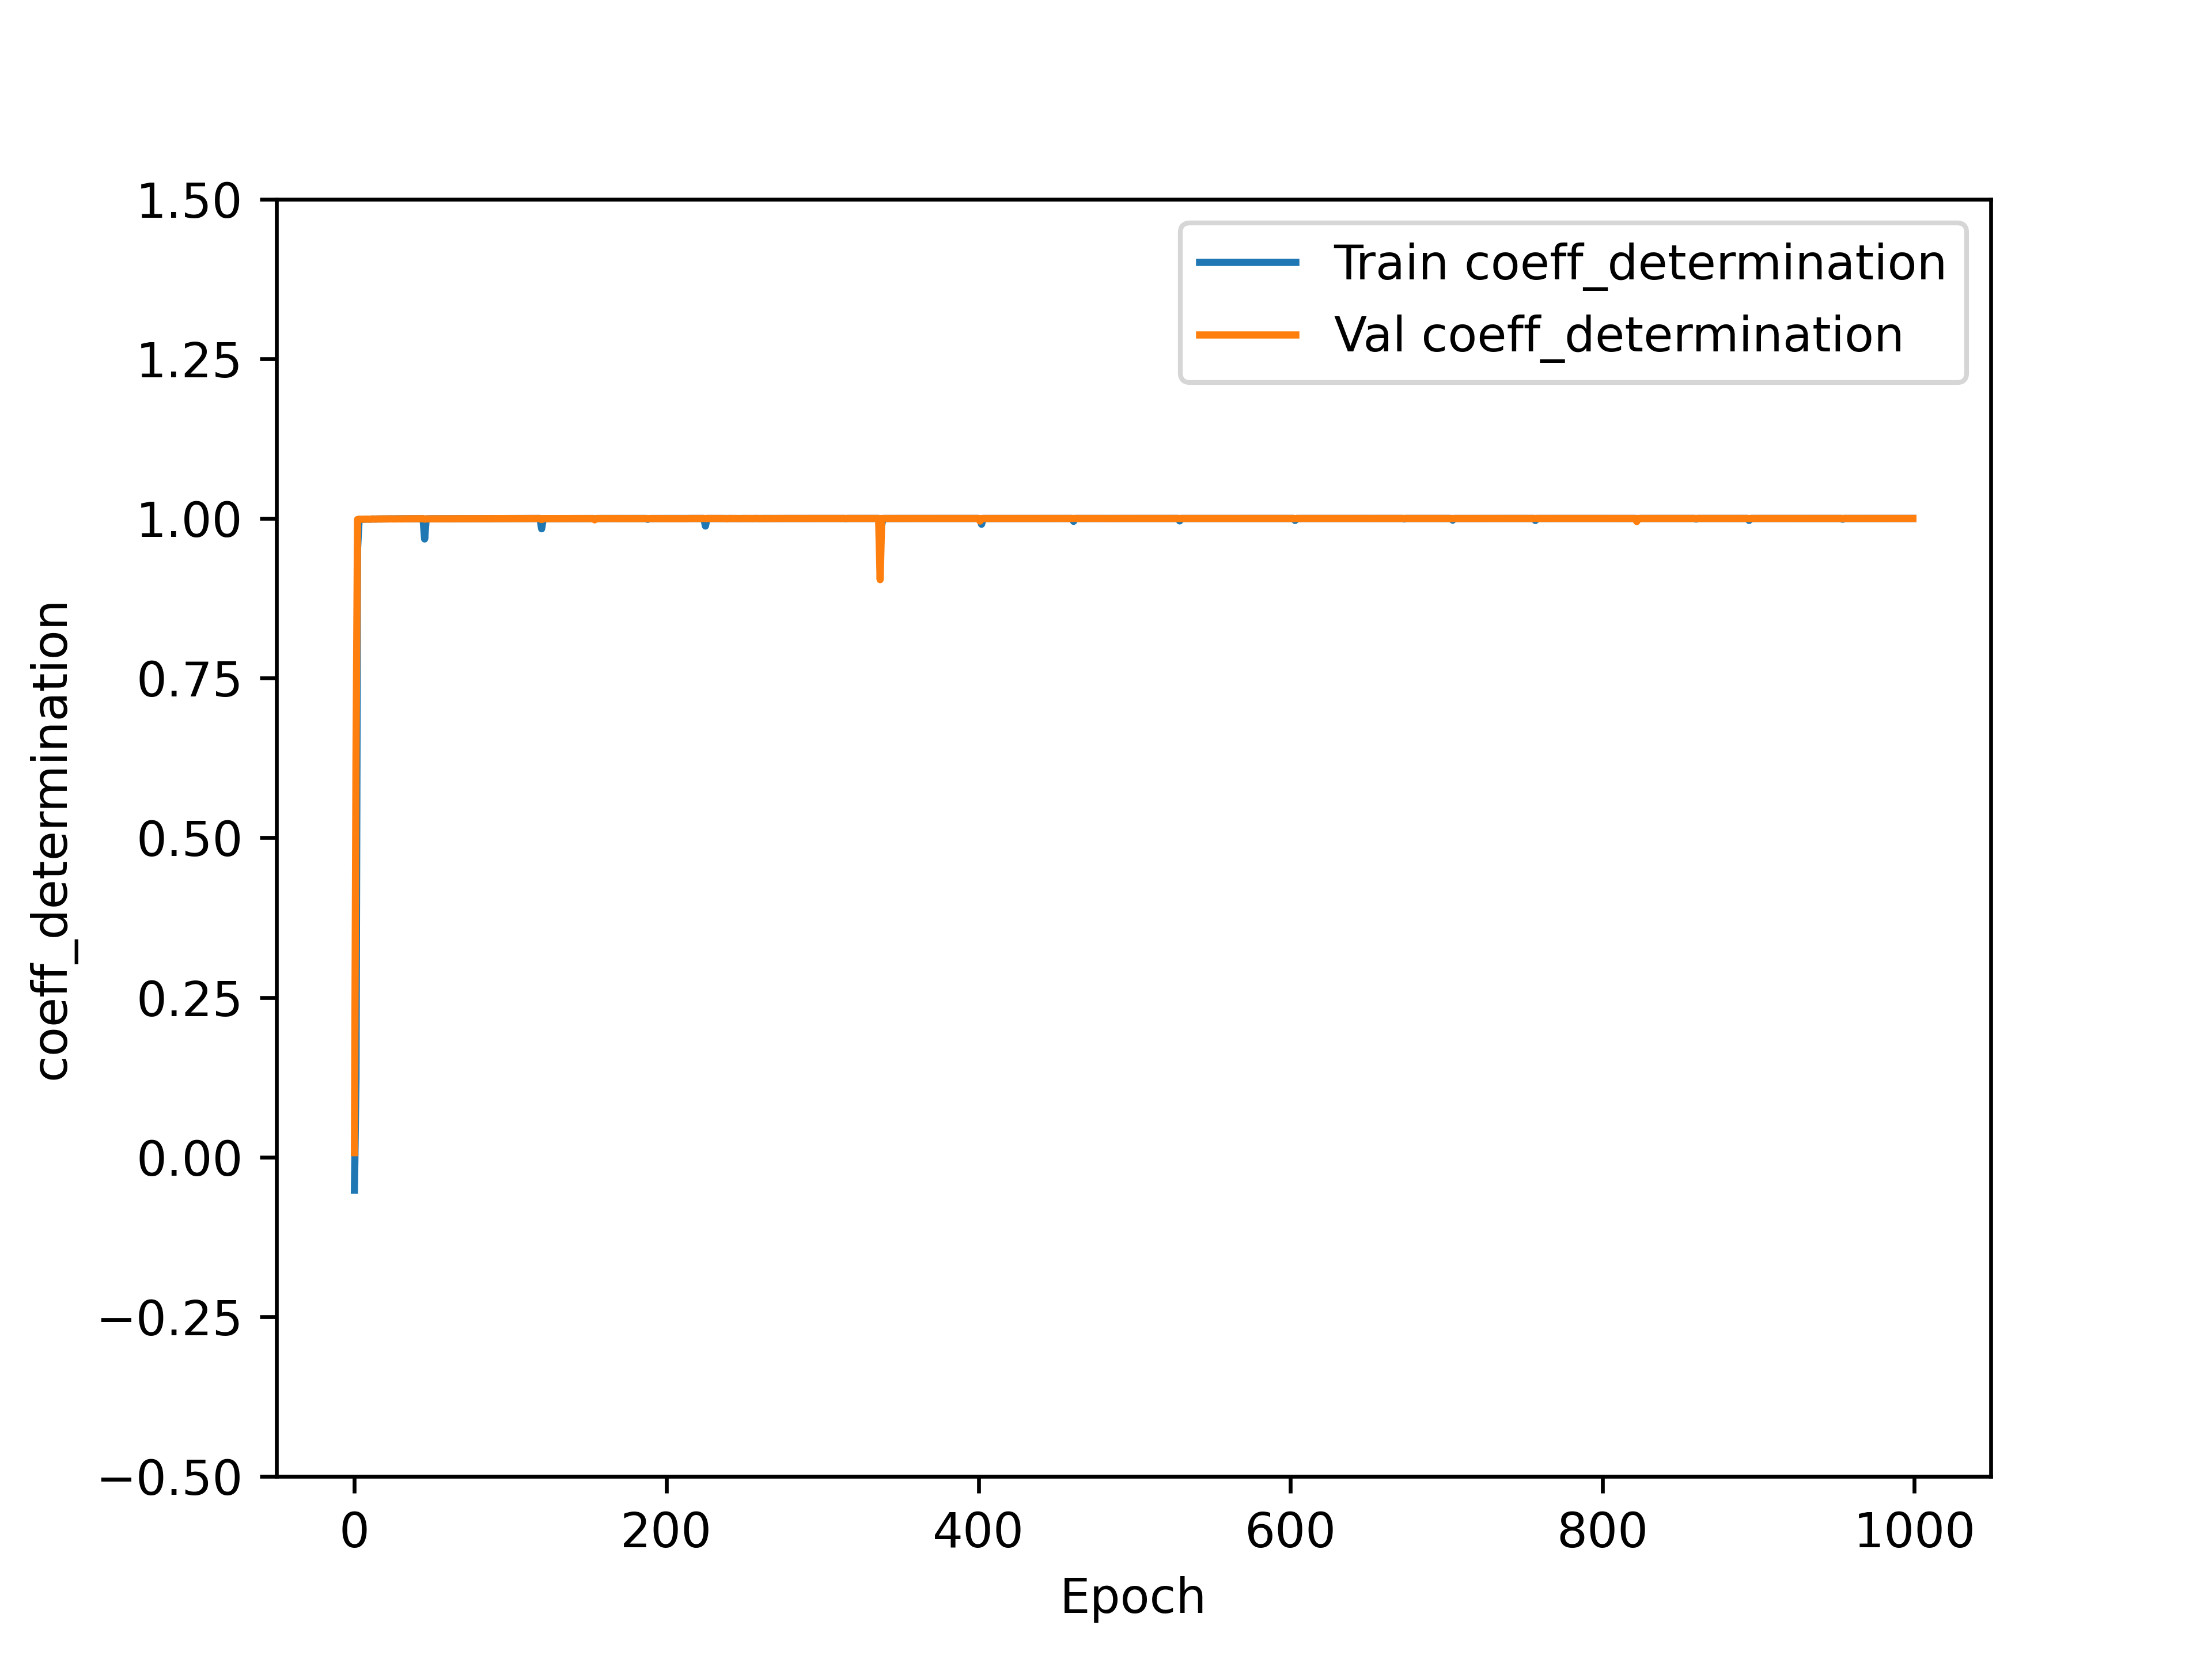 1.50
1.25
1.00
0.75
0.50
0.25
0.00
−0.25
−0.50
coeff_determination
Train coeff_determination
Val coeff_determination
0 200 400 600 800 1000
Epoch